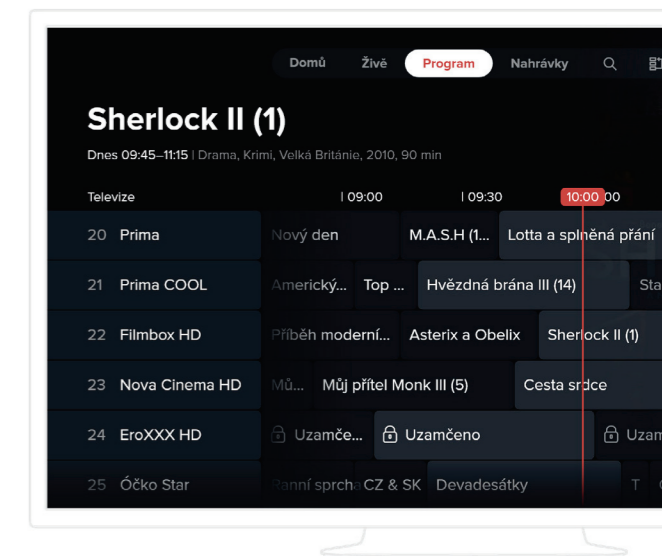 Domů Živě Program Nahrávky
Sherlock II (1)
Dnes 09:45–11:15 | Drama, Krimi, Velká Británie, 2010, 90 min
Televize 09:00 09:30 10:00 00
20 Prima Nový den M.A.S.H (1... Lotta a splněná přání
21 Prima COOL Americký... Top ... Hvězdná brána III (14) Sta
22 Filmbox HD Příběh moderní... Asterix a Obelix Sherlock II (1)
23 Nova Cinema HD Mů... Můj přítel Monk III (5) Cesta srdce
24 EroXXX HD Uzamče... Uzamčeno Uzam
25 Óčko Star Ranní sprcha CZ & SK Devadesátky T